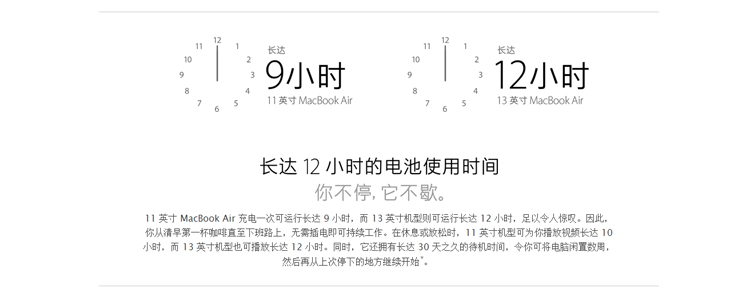 12
11
1
10
2
9
3
8
4
7
5
6
长达
9小时
11 英寸 MacBook Air
12
11
1
10
2
9
3
8
4
7
5
6
长达
12小时
13 英寸 MacBook Air
长达 12 小时的电池使用时间
你不停，它不歇。
11 英寸 MacBook Air 充电一次可运行长达 9 小时，而 13 英寸机型则可运行长达 12 小时，足以令人惊叹。因此，
你从清早第一杯咖啡直至下班路上，无需插电即可持续工作。在休息或放松时，11 英寸机型可为你播放视频长达 10
小时，而 13 英寸机型也可播放长达 12 小时。同时，它还拥有长达 30 天之久的待机时间，令你可将电脑闲置数周，
然后再从上次停下的地方继续开始*。